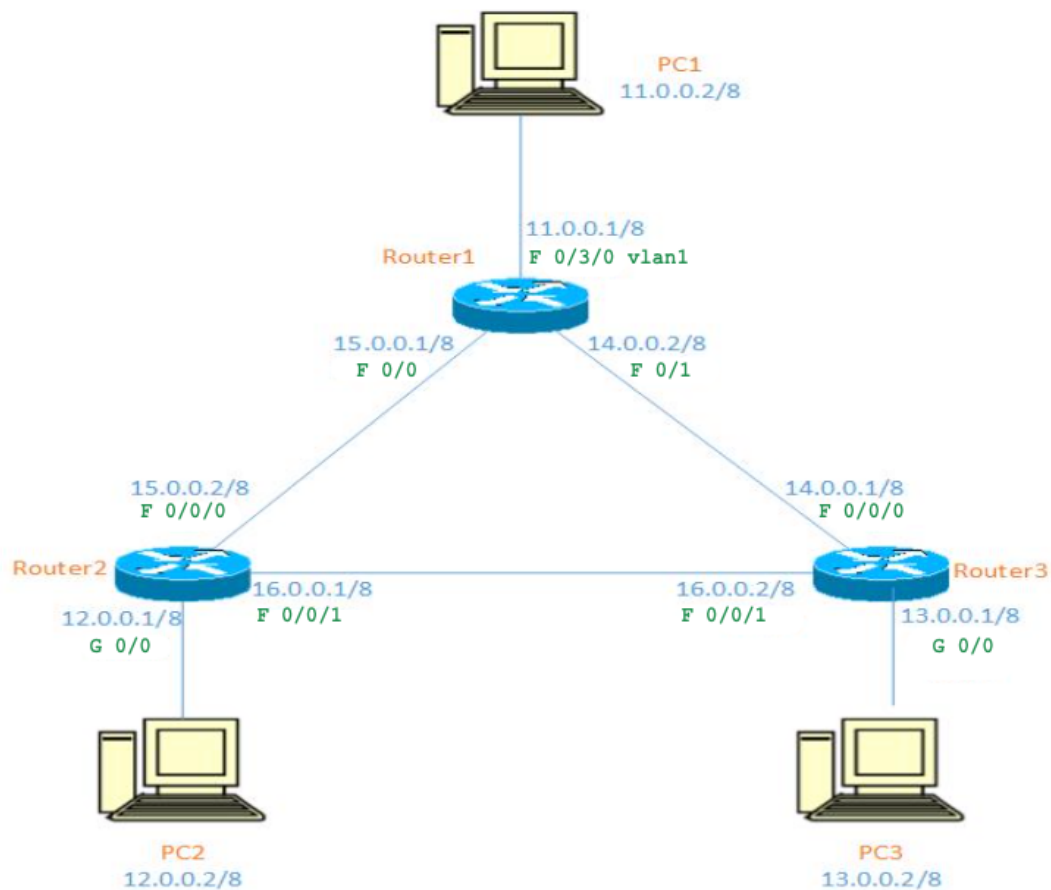 PC1
11.0.0.2/8
11.0.0.1/8
Router1
F 0/3/0 vlan1
15.0.0.1/8
F 0/0
14.0.0.2/8
F 0/1
15.0.0.2/8
F 0/0/0
14.0.0.1/8
F 0/0/0
Router2
16.0.0.1/8
F 0/0/1
16.0.0.2/8
F 0/0/1
Router3
12.0.0.1/8
G 0/0
13.0.0.1/8
G 0/0
PC2
12.0.0.2/8
PC3
13.0.0.2/8